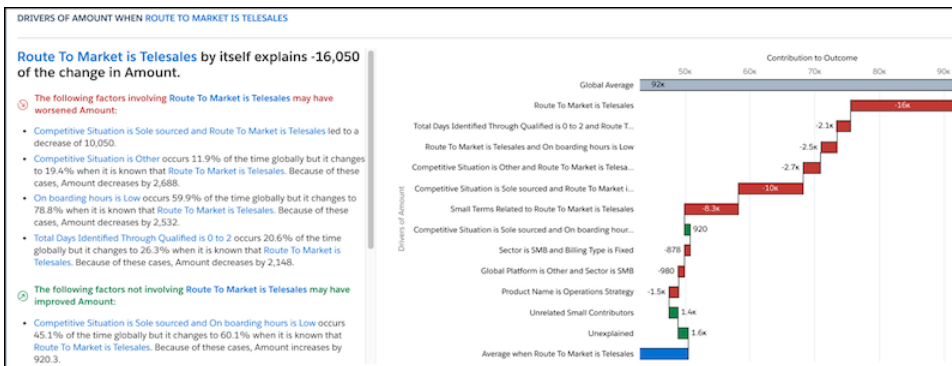 DRIVERS OF AMOUNT WHEN ROUTE TO MARKET IS TELESALES
Route To Market is Telesales by itself explains -16,050
of the change in Amount.
The following factors involving Route To Market is Telesales may have
worsened Amount:
• Competitive Situation is Sole sourced and Route To Market is Telesales led to a
decrease of 10,050.
• Competitive Situation is Other occurs 11.9% of the time globally but it changes
to 19.4% when it is known that Route To Market is Telesales. Because of these
cases, Amount decreases by 2,688.
• On boarding hours is Low occurs 59.9% of the time globally but it changes to
78.8% when it is known that Route To Market is Telesales. Because of these
cases, Amount decreases by 2,532.
• Total Days Identified Through Qualified is 0 to 2 occurs 20.6% of the time
globally but it changes to 26.3% when it is known that Route To Market is
Telesales. Because of these cases, Amount decreases by 2,148.
The following factors not involving Route To Market is Telesales may have
improved Amount:
• Competitive Situation is Sole sourced and On boarding hours is Low occurs
45.1% of the time globally but it changes to 60.1% when it is known that
Route To Market is Telesales. Because of these cases, Amount increases by
920.3.
Contribution to Outcome
50K 60K 70K 80K 90K
Drivers of Amount
Global Average 92K
Route To Market is Telesales -16K
Total Days Identified Through Qualified is 0 to 2 and Route T... -2.1K
Route To Market is Telesales and On boarding hours is Low -2.5K
Competitive Situation is Other and Route To Market is Telesa... -2.7K
Competitive Situation is Sole sourced and Route To Market i... -10K
Small Terms Related to Route To Market is Telesales -8.3K
Competitive Situation is Sole sourced and On boarding hour... 920
Sector is SMB and Billing Type is Fixed -878
Global Platform is Other and Sector is SMB -980
Product Name is Operations Strategy -1.5K
Unrelated Small Contributors 1.4K
Unexplained 1.6K
Average when Route To Market is Telesales